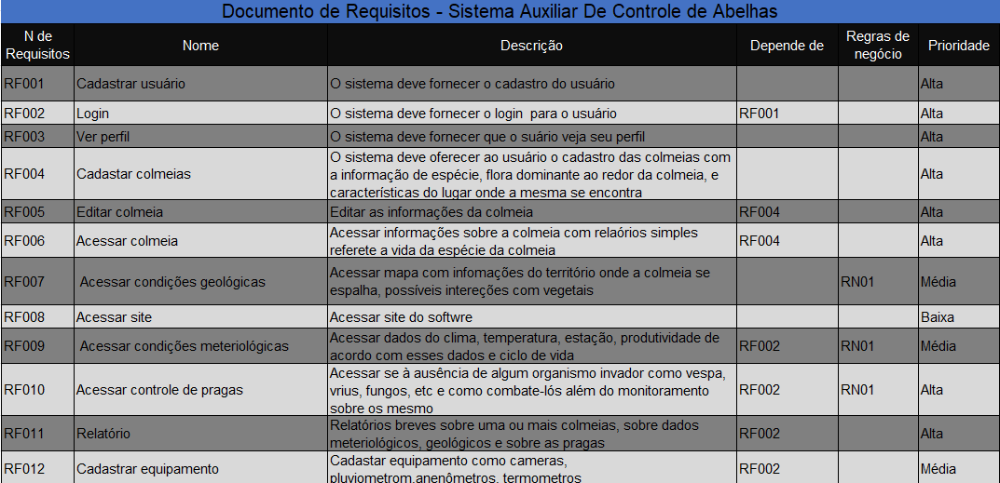 Documento de Requisitos - Sistema Auxiliar De Controle de Abelhas
N de Requisitos Nome Descrição Depende de Regras de negócio Prioridade
RF001 Cadastrar usuário O sistema deve fornecer o cadastro do usuário Alta
RF002 Login O sistema deve fornecer o login para o usuário RF001 Alta
RF003 Ver perfil O sistema deve fornecer que o suário veja seu perfil Alta
O sistema deve oferecer ao usuário o cadastro das colmeias com
RF004 Cadastar colmeias a informação de espécie, flora dominante ao redor da colmeia, e Alta
características do lugar onde a mesma se encontra
RF005 Editar colmeia Editar as informações da colmeia RF004 Alta
RF006 Acessar colmeia Acessar informações sobre a colmeia com relaórios simples RF004 Alta
referete a vida da espécie da colmeia
RF007 Acessar condições geológicas Acessar mapa com infomações do território onde a colmeia se RN01 Média
espalha, possíveis intereções com vegetais
RF008 Acessar site Acessar site do softwre Baixa
RF009 Acessar condições meteriológicas Acessar dados do clima, temperatura, estação, produtividade de RF002 RN01 Média
acordo com esses dados e ciclo de vida
Acessar se à ausência de algum organismo invador como vespa,
RF010 Acessar controle de pragas vrius, fungos, etc e como combate-lós além do monitoramento RF002 RN01 Alta
sobre os mesmo
RF011 Relatório Relatórios breves sobre uma ou mais colmeias, sobre dados RF002 Alta
meteriológicos, geológicos e sobre as pragas
RF012 Cadastrar equipamento Cadastar equipamento como cameras, RF002 Média
pluviometrom,anenômetros, termometros